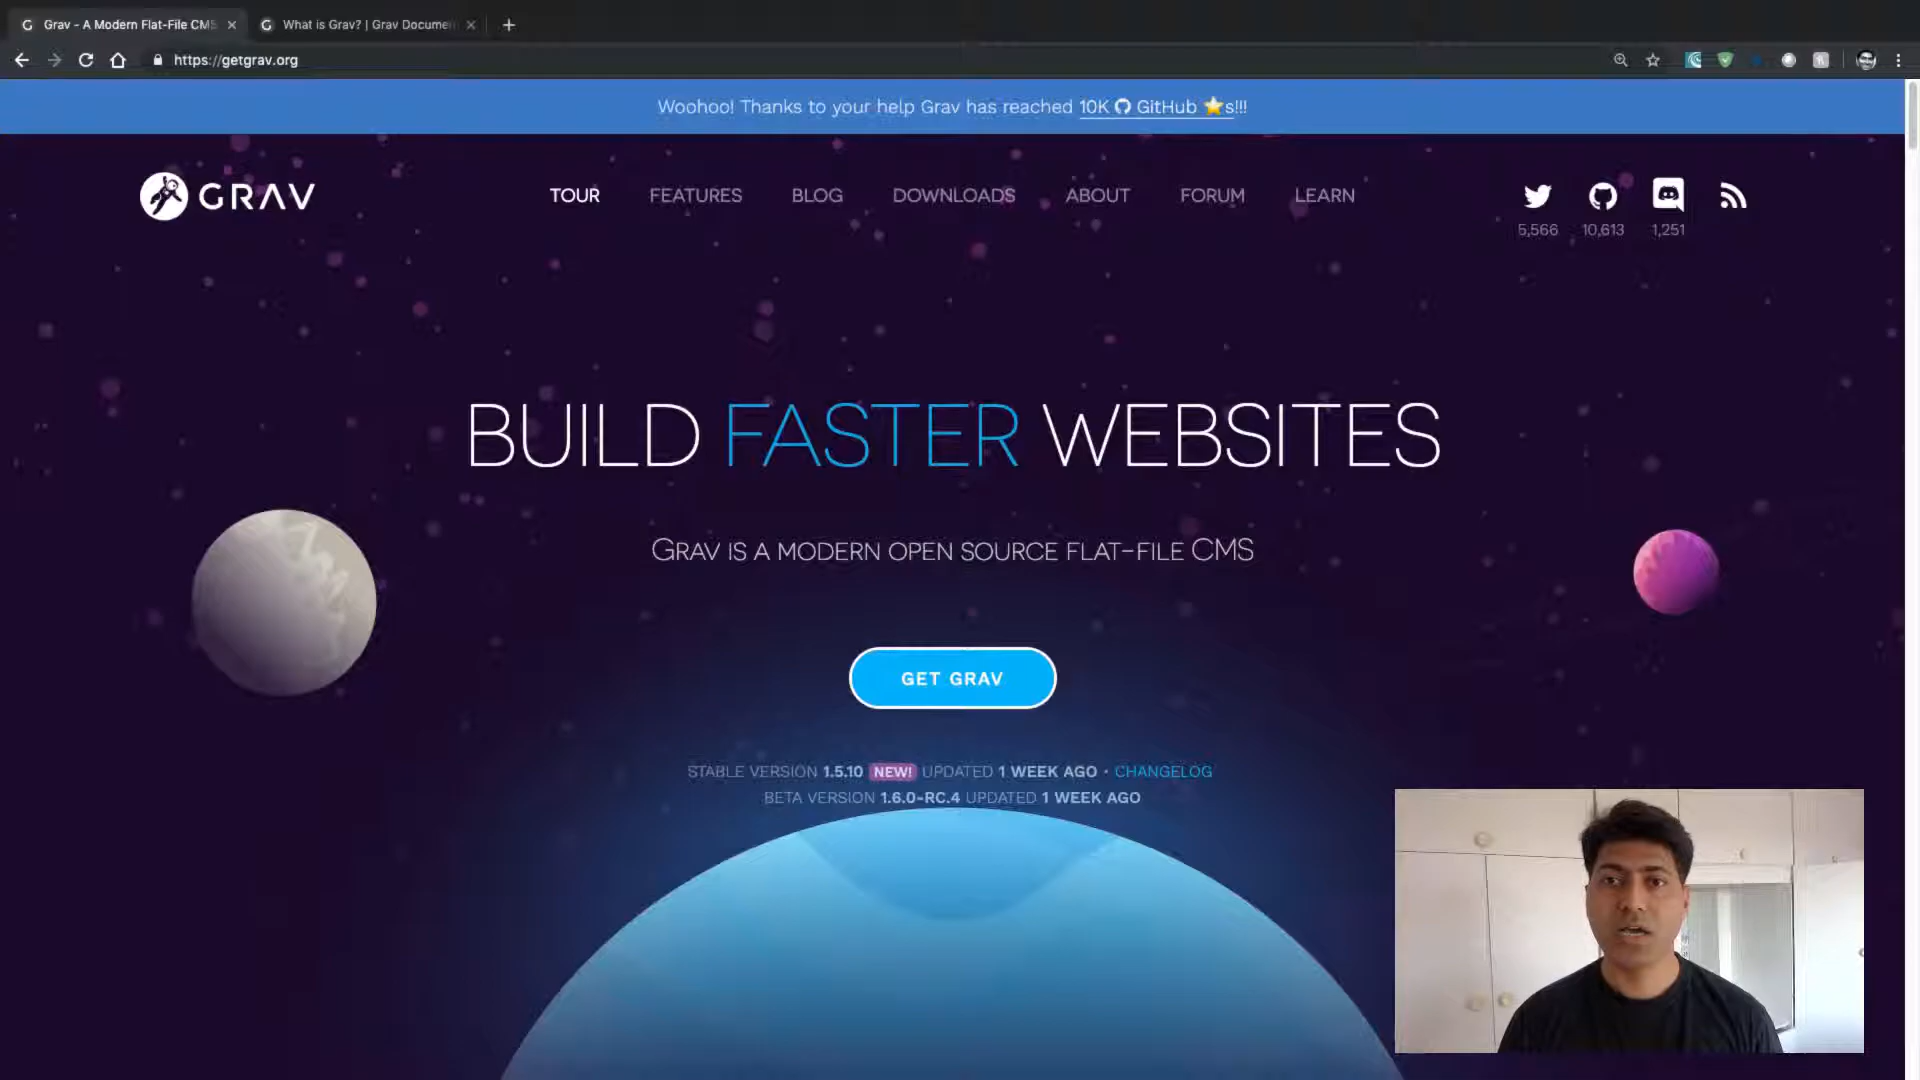 Grav - A Modern Flat-File CMS
What is Grav? | Grav Documen
https://getgrav.org
Woohoo! Thanks to your help Grav has reached 10K GitHub ⭐s!!!
GRAV
TOUR
FEATURES
BLOG
DOWNLOADS
ABOUT
FORUM
LEARN
5,566
10,613
1,251
BUILD FASTER WEBSITES
GRAV IS A MODERN OPEN SOURCE FLAT-FILE CMS
GET GRAV
STABLE VERSION 1.5.10 NEW! UPDATED 1 WEEK AGO • CHANGELOG
BETA VERSION 1.6.0-RC.4 UPDATED 1 WEEK AGO